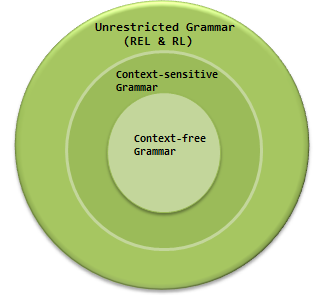 Unrestricted Grammar
(REL & RL)
Context-sensitive
Grammar
Context-free
Grammar